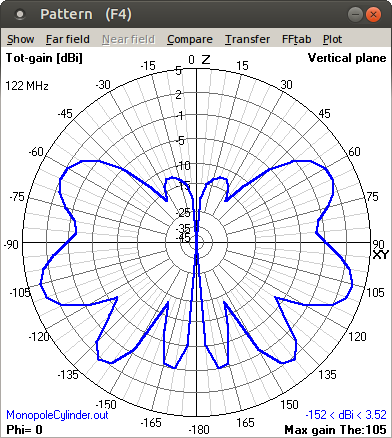 Pattern (F4)
Show Far field Near field Compare Transfer FFtab Plot
Tot-gain [dBi] Vertical plane
122 MHz
0 Z
-15 15
-30 30
-45 45
-60 60
-75 75
-90 90
XY
-105 105
-120 120
-135 135
-150 150
-165 165
-180
5
2
-1
-5
-10
-15
-25
-35
-45
MonopoleCylinder.out -152 < dBi < 3.52
Phi= 0 Max gain The:105